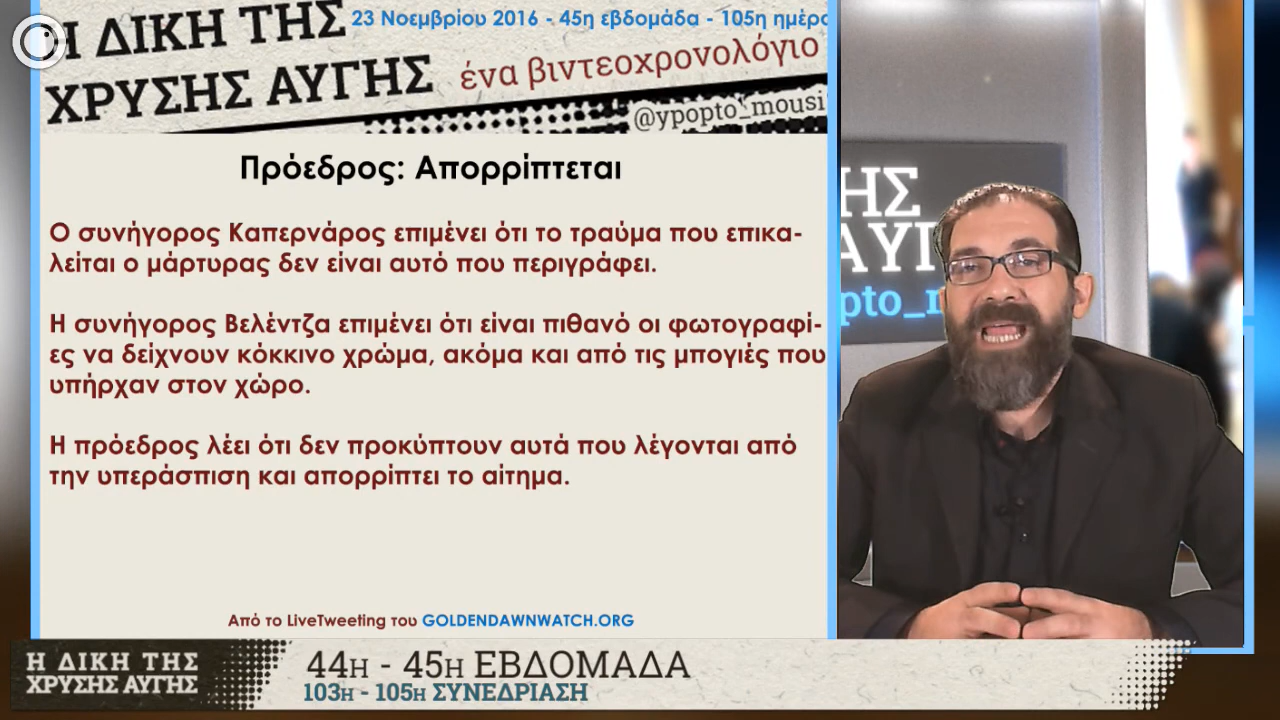 Η ΔΙΚΗ ΤΗΣ
ΧΡΥΣΗΣ ΑΥΓΗΣ
23 Νοεμβρίου 2016 - 45η εβδομάδα - 105η ημέρα
ένα βιντεοχρονολόγιο
@ypopto_mousi
Πρόεδρος: Απορρίπτεται
Ο συνήγορος Καπερνάρος επιμένει ότι το τραύμα που επικα-
λείται ο μάρτυρας δεν είναι αυτό που περιγράφει.
Η συνήγορος Βελέντζα επιμένει ότι είναι πιθανό οι φωτογραφί-
ες να δείχνουν κόκκινο χρώμα, ακόμα και από τις μπογιές που
υπήρχαν στον χώρο.
Η πρόεδρος λέει ότι δεν προκύπτουν αυτά που λέγονται από
την υπεράσπιση και απορρίπτει το αίτημα.
Από το LiveTweeting του GOLDENDAWNWATCH.ORG
ΗΣ
ΑΥΓ
pto_m
Η ΔΙΚΗ ΤΗΣ
ΧΡΥΣΗΣ ΑΥΓΗΣ
44Η - 45Η ΕΒΔΟΜΑΔΑ
103Η - 105Η ΣΥΝΕΔΡΙΑΣΗ